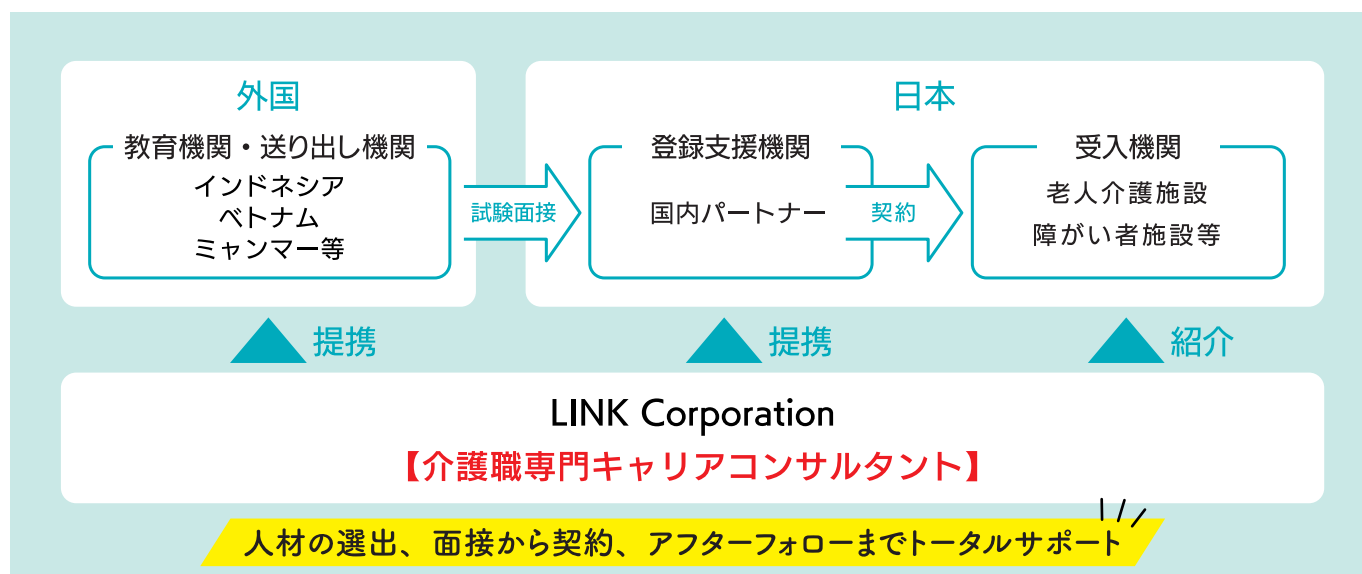 外国
教育機関・送り出し機関
インドネシア
ベトナム
ミャンマー等
試験面接
日本
登録支援機関
国内パートナー
契約
受入機関
老人介護施設
障がい者施設等
提携
提携
紹介
LINK Corporation
【介護職専門キャリアコンサルタント】
人材の選出、面接から契約、アフターフォローまでトータルサポート